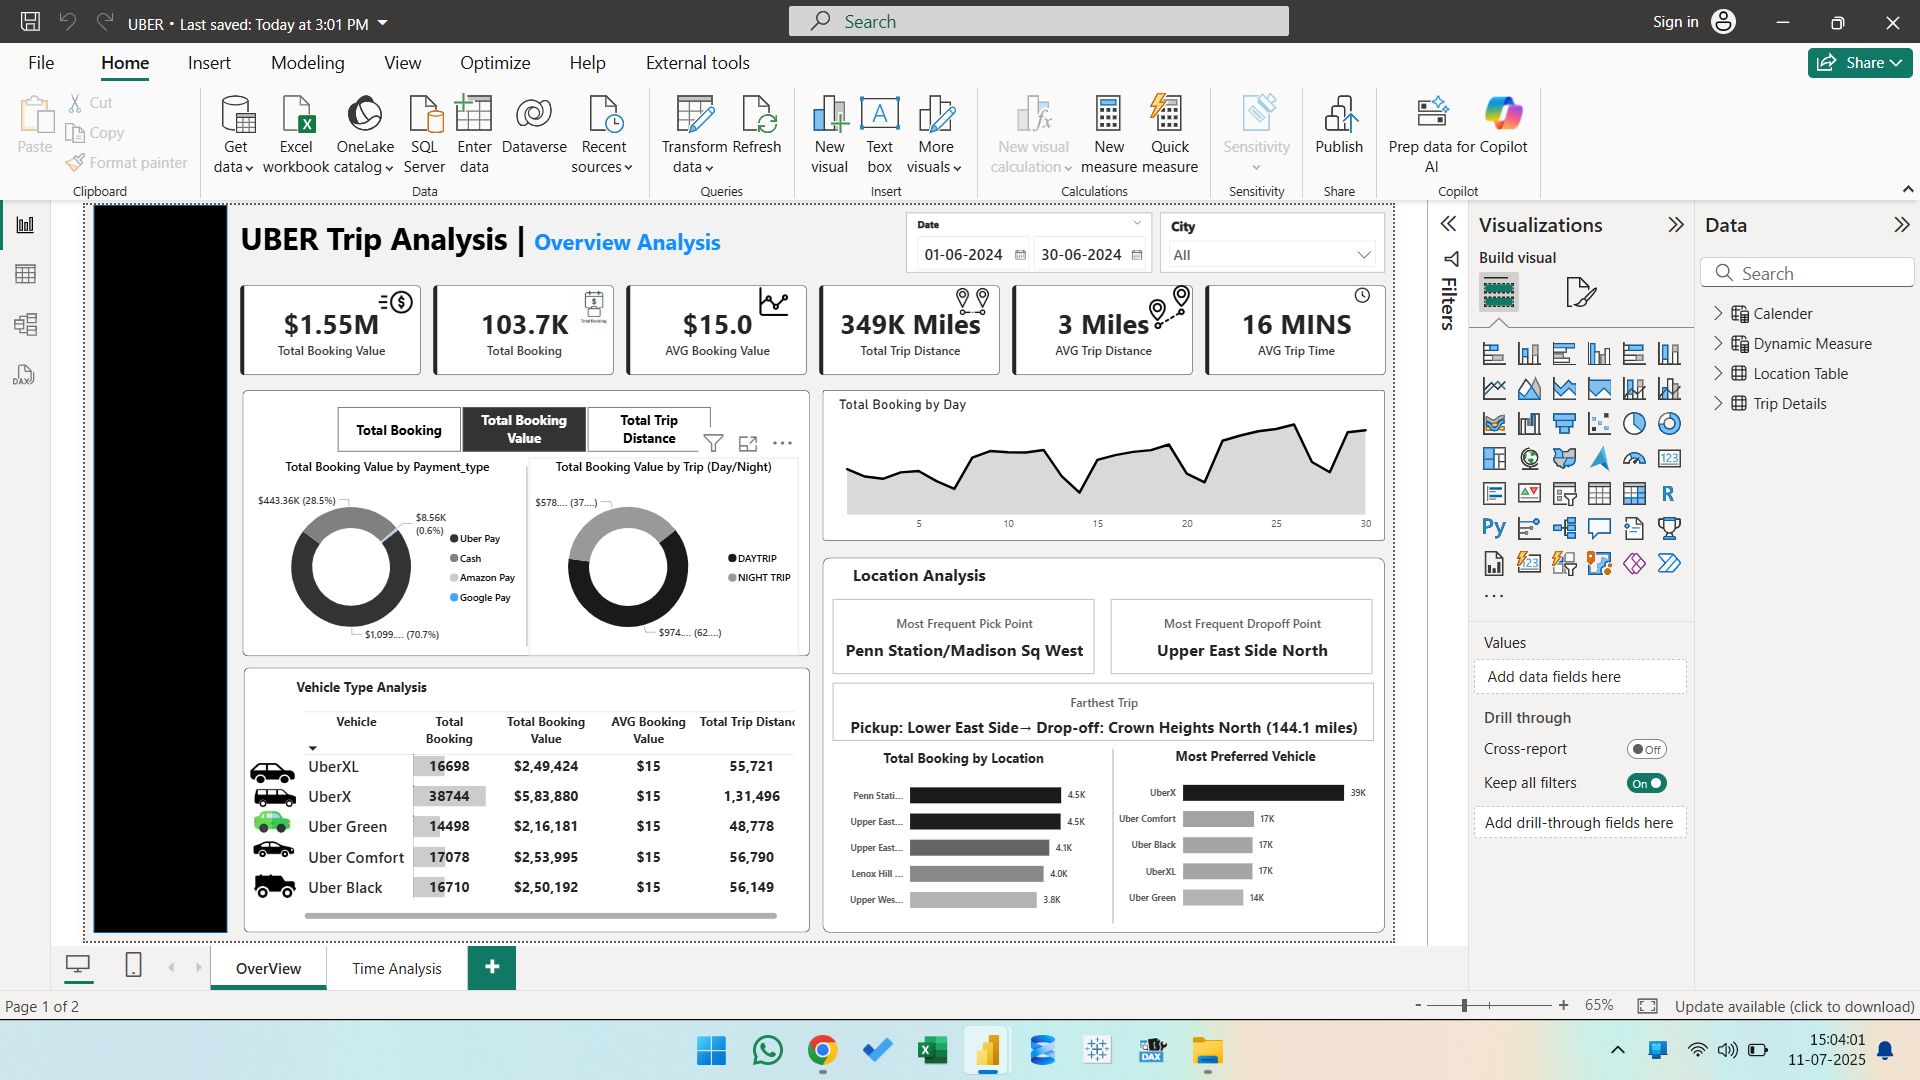 UBER • Last saved: Today at 3:01 PM
Search
Sign in
File Home Insert Modeling View Optimize Help External tools
Share
Paste
Cut
Copy
Format painter
Clipboard
Get data
Excel workbook
OneLake catalog
SQL Server
Enter data
Dataverse
Recent sources
Data
Transform data
Refresh
Queries
New visual
Text box
More visuals
Insert
New visual calculation
New measure
Quick measure
Calculations
Sensitivity
Sensitivity
Publish
Share
Prep data for AI
Copilot
Copilot
UBER Trip Analysis | Overview Analysis
Date
01-06-2024 30-06-2024
City
All
$1.55M
Total Booking Value
103.7K
Total Booking
$15.0
AVG Booking Value
349K Miles
Total Trip Distance
3 Miles
AVG Trip Distance
16 MINS
AVG Trip Time
Total Booking
Total Booking Value
Total Trip Distance
Total Booking Value by Payment_type
$443.36K (28.5%)
$8.56K
(0.6%)
$1,099.... (70.7%)
Uber Pay
Cash
Amazon Pay
Google Pay
Total Booking Value by Trip (Day/Night)
$578.... (37....)
$974.... (62....)
DAYTRIP
NIGHT TRIP
Total Booking by Day
5 10 15 20 25 30
Vehicle Type Analysis
Vehicle Total Booking Total Booking Value AVG Booking Value Total Trip Distanc
UberXL 16698 $2,49,424 $15 55,721
UberX 38744 $5,83,880 $15 1,31,496
Uber Green 14498 $2,16,181 $15 48,778
Uber Comfort 17078 $2,53,995 $15 56,790
Uber Black 16710 $2,50,192 $15 56,149
Location Analysis
Most Frequent Pick Point
Penn Station/Madison Sq West
Most Frequent Dropoff Point
Upper East Side North
Farthest Trip
Pickup: Lower East Side→ Drop-off: Crown Heights North (144.1 miles)
Total Booking by Location
Penn Stati... 4.5K
Upper East... 4.5K
Upper East... 4.1K
Lenox Hill ... 4.0K
Upper Wes... 3.8K
Most Preferred Vehicle
UberX 39K
Uber Comfort 17K
Uber Black 17K
UberXL 17K
Uber Green 14K
Filters
Visualizations
Build visual
123
R
Py
123
Values
Add data fields here
Drill through
Cross-report Off
Keep all filters On
Add drill-through fields here
Data
Search
Calender
Dynamic Measure
Location Table
Trip Details
DAX
OverView
Time Analysis
Page 1 of 2
65%
Update available (click to download)
DAX
15:04:01
11-07-2025